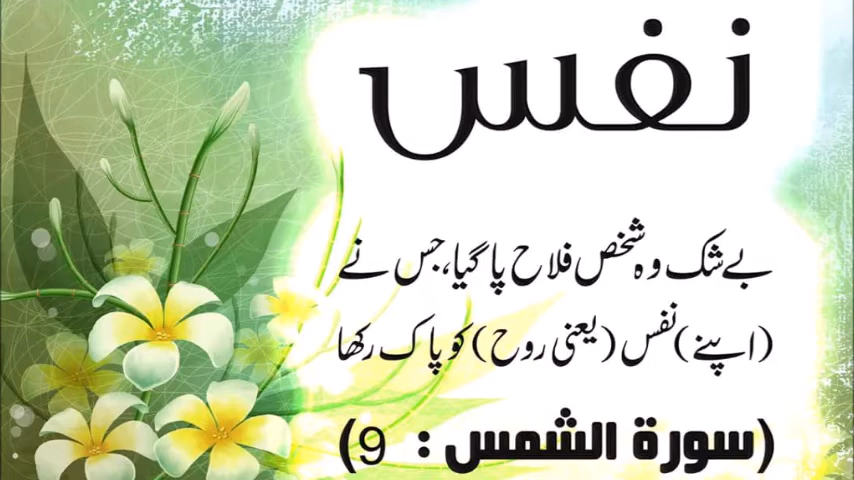 نفس
بے شک وہ شخص فلاح پا گیا، جس نے
(اپنے) نفس (یعنی روح) کو پاک رکھا
(سورة الشمس : 9)